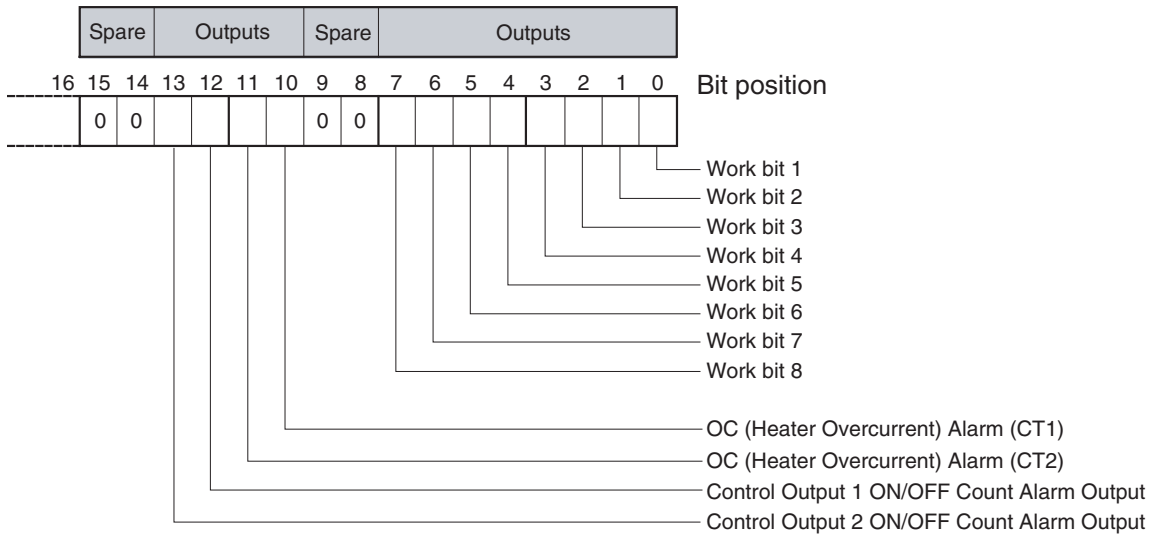 Spare Outputs Spare Outputs
16 15 14 13 12 11 10 9 8 7 6 5 4 3 2 1 0 Bit position
0 0 0 0
Work bit 1
Work bit 2
Work bit 3
Work bit 4
Work bit 5
Work bit 6
Work bit 7
Work bit 8
OC (Heater Overcurrent) Alarm (CT1)
OC (Heater Overcurrent) Alarm (CT2)
Control Output 1 ON/OFF Count Alarm Output
Control Output 2 ON/OFF Count Alarm Output